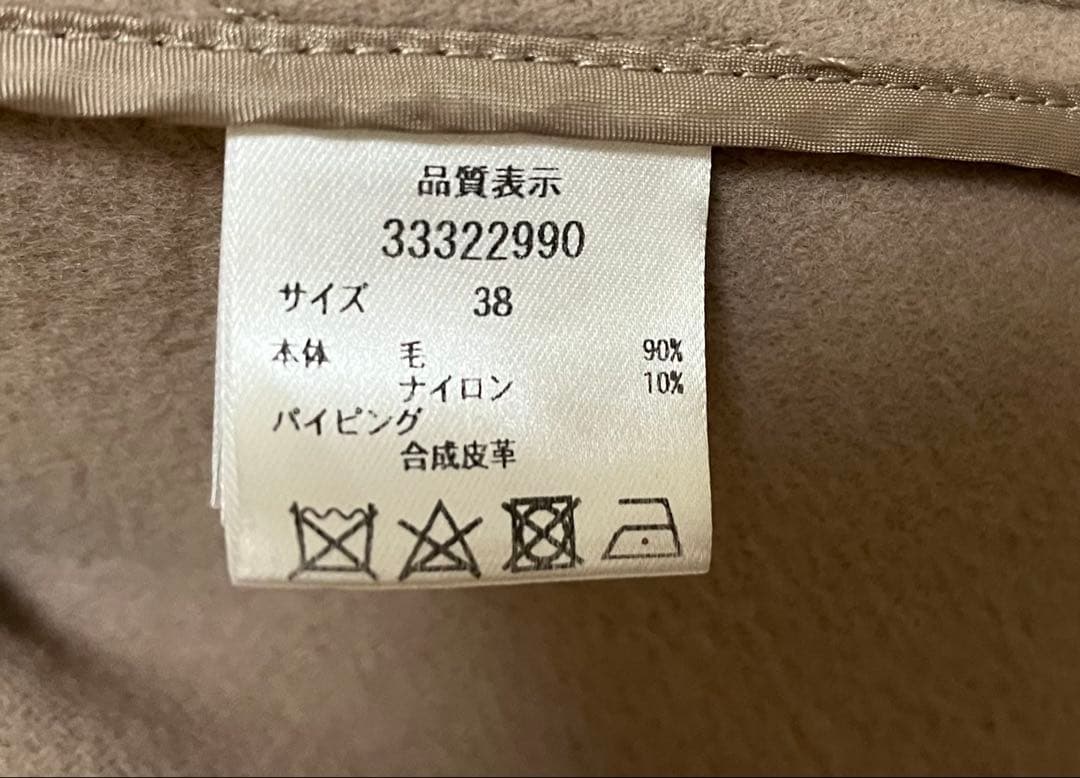 品質表示
33322990
サイズ 38
本体 毛 90%
ナイロン 10%
パイピング
合成皮革